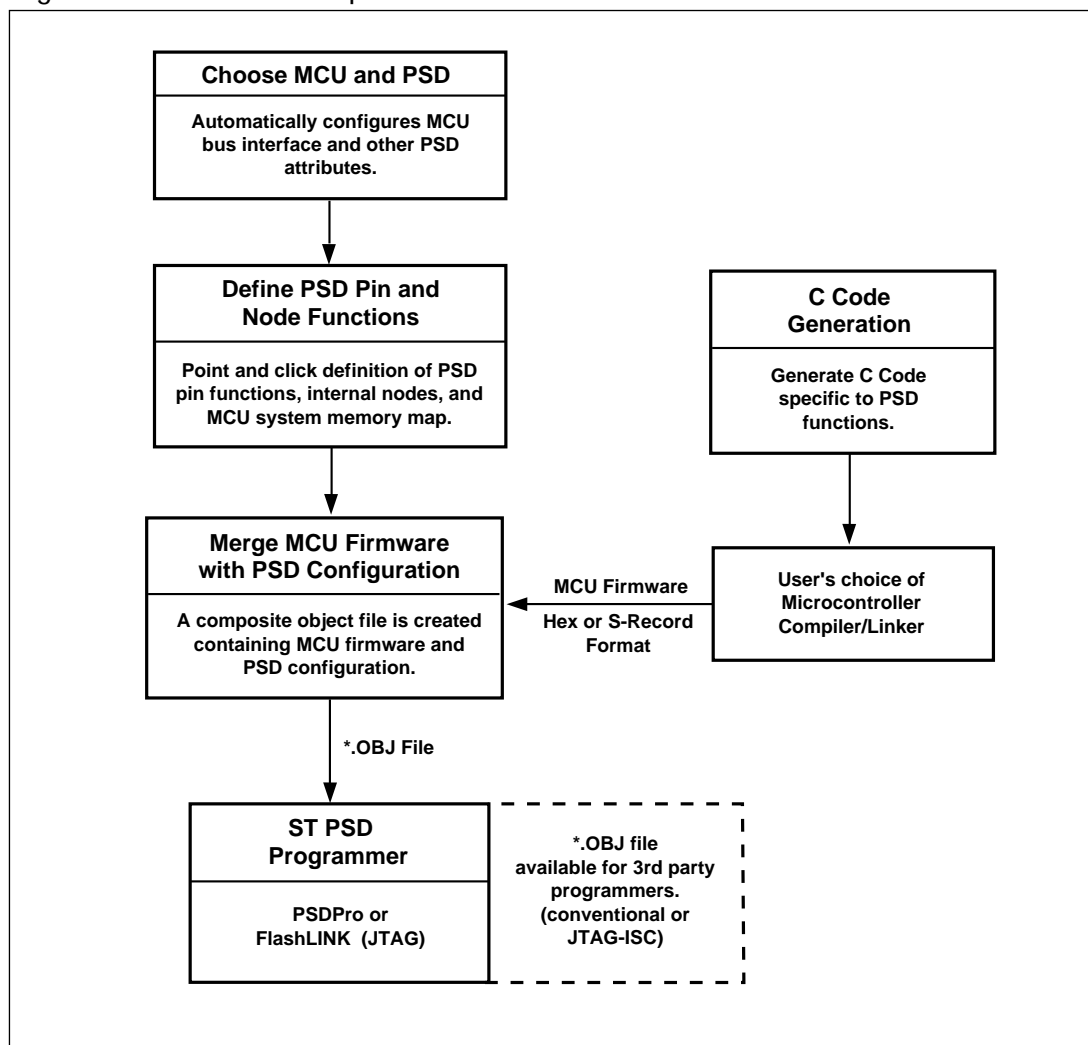 Choose MCU and PSD
Automatically configures MCU
bus interface and other PSD
attributes.
Define PSD Pin and
Node Functions
Point and click definition of PSD
pin functions, internal nodes, and
MCU system memory map.
C Code
Generation
Generate C Code
specific to PSD
functions.
Merge MCU Firmware
with PSD Configuration
A composite object file is created
containing MCU firmware and
PSD configuration.
MCU Firmware
Hex or S-Record
Format
User's choice of
Microcontroller
Compiler/Linker
*.OBJ File
ST PSD
Programmer
PSDPro or
FlashLINK (JTAG)
*.OBJ file
available for 3rd party
programmers.
(conventional or
JTAG-ISC)